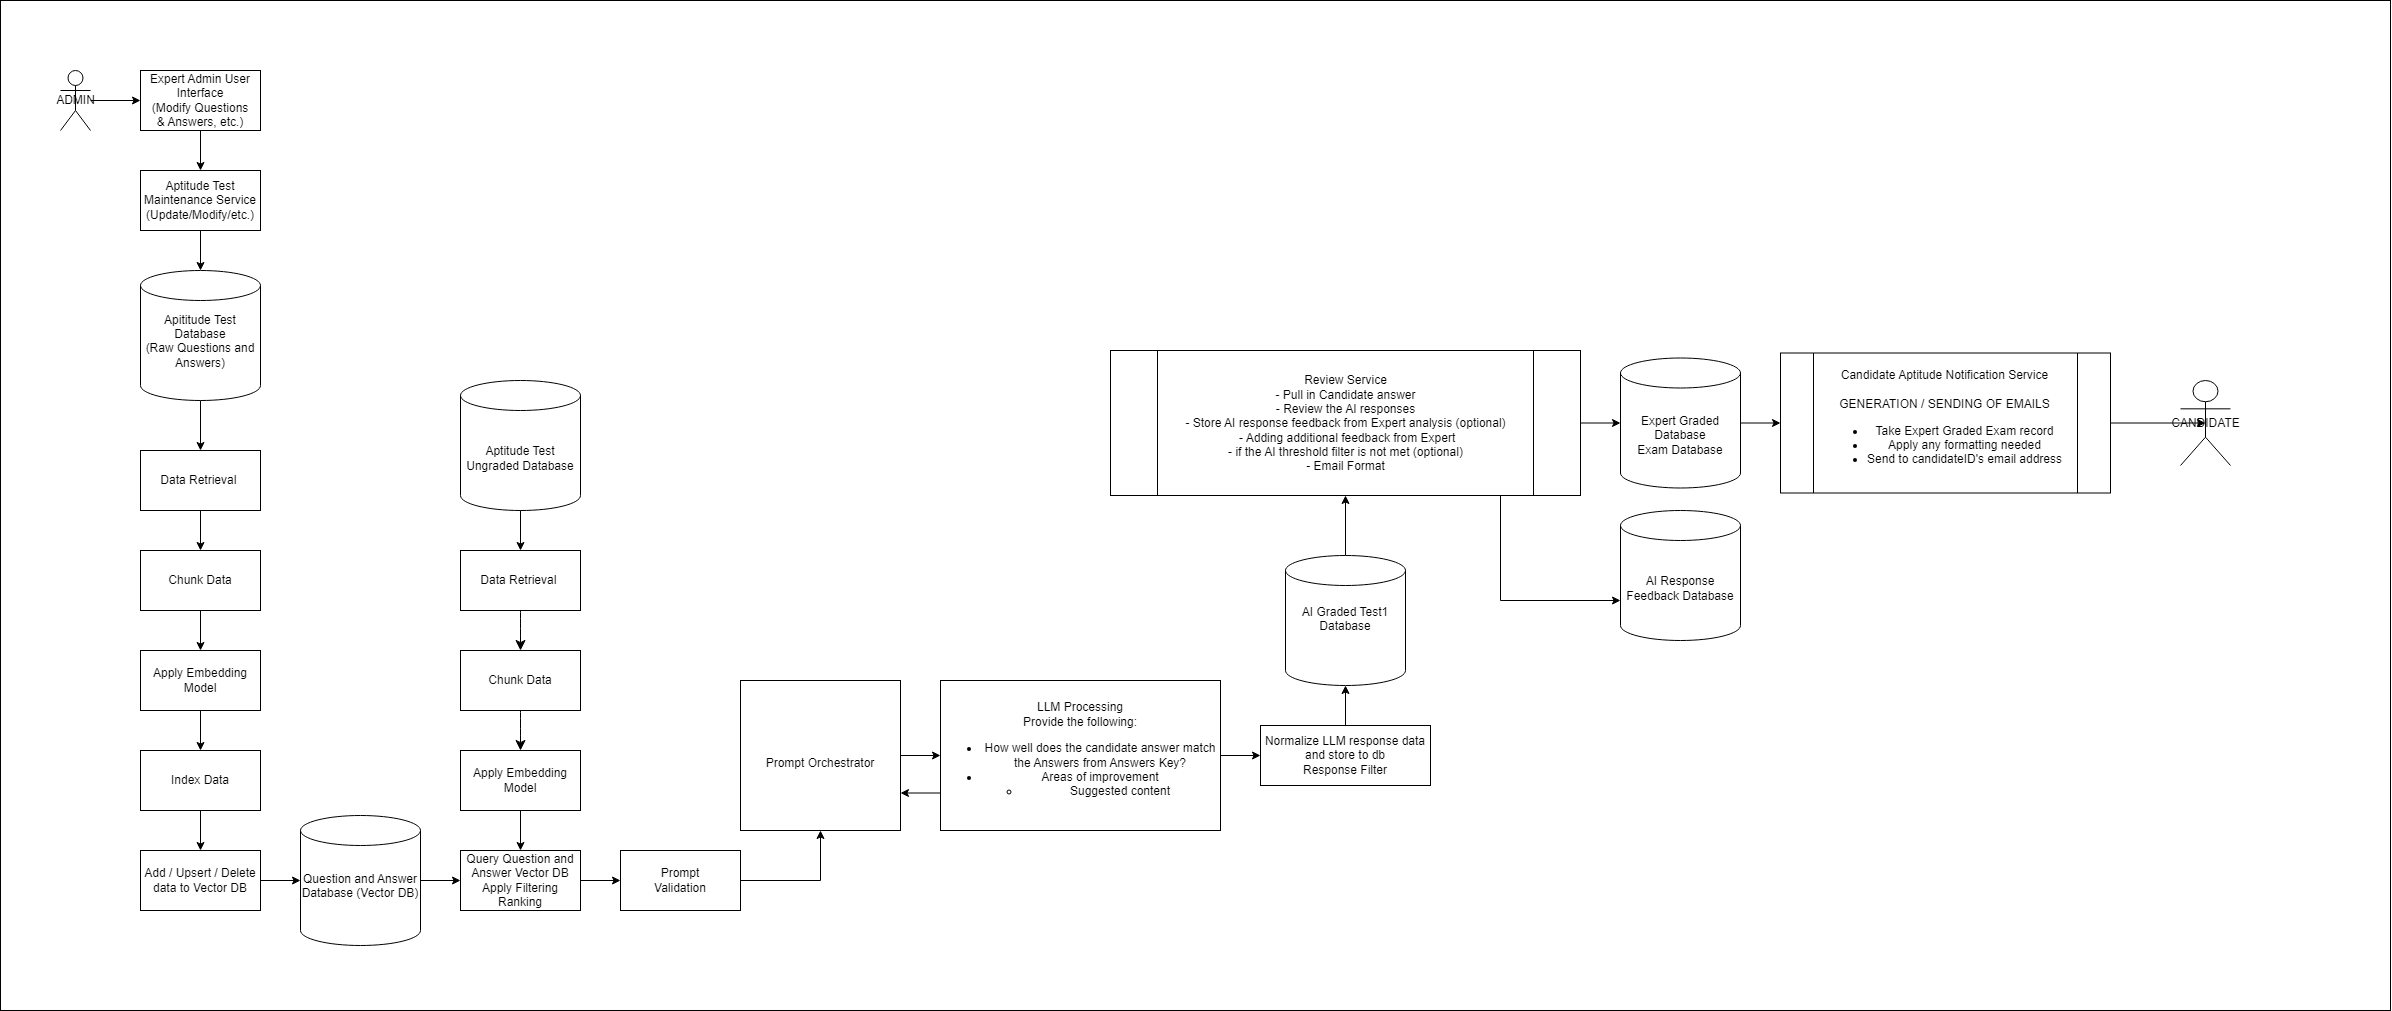 ADMIN
Expert Admin User
Interface
(Modify Questions
& Answers, etc.)
Aptitude Test
Maintenance Service
(Update/Modify/etc.)
Apititude Test
Database
(Raw Questions and
Answers)
Data Retrieval
Chunk Data
Apply Embedding
Model
Index Data
Add / Upsert / Delete
data to Vector DB
Question and Answer
Database (Vector DB)
Aptitude Test
Ungraded Database
Data Retrieval
Chunk Data
Apply Embedding
Model
Query Question and
Answer Vector DB
Apply Filtering
Ranking
Prompt
Validation
Prompt Orchestrator
LLM Processing
Provide the following:
How well does the candidate answer match
the Answers from Answers Key?
Areas of improvement
Suggested content
Normalize LLM response data
and store to db
Response Filter
AI Graded Test1
Database
Review Service
- Pull in Candidate answer
- Review the AI responses
- Store AI response feedback from Expert analysis (optional)
- Adding additional feedback from Expert
- if the AI threshold filter is not met (optional)
- Email Format
Expert Graded
Database
Exam Database
AI Response
Feedback Database
Candidate Aptitude Notification Service
GENERATION / SENDING OF EMAILS
Take Expert Graded Exam record
Apply any formatting needed
Send to candidateID's email address
CANDIDATE